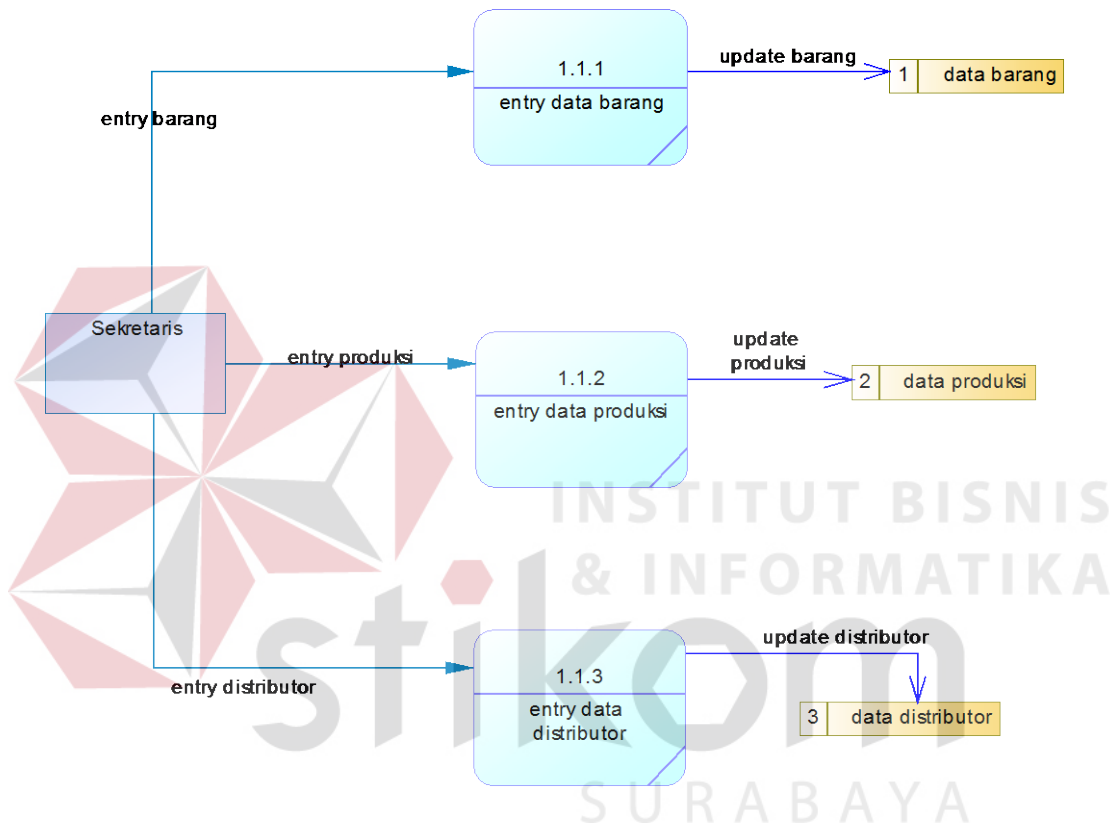 1.1.1
entry data barang
update barang
1 data barang
entry barang
Sekretaris
entry produksi
1.1.2
entry data produksi
update
produksi
2 data produksi
INSTITUT BISNIS
& INFORMATIKA
stikom
SURABAYA
entry distributor
1.1.3
entry data
distributor
update distributor
3 data distributor